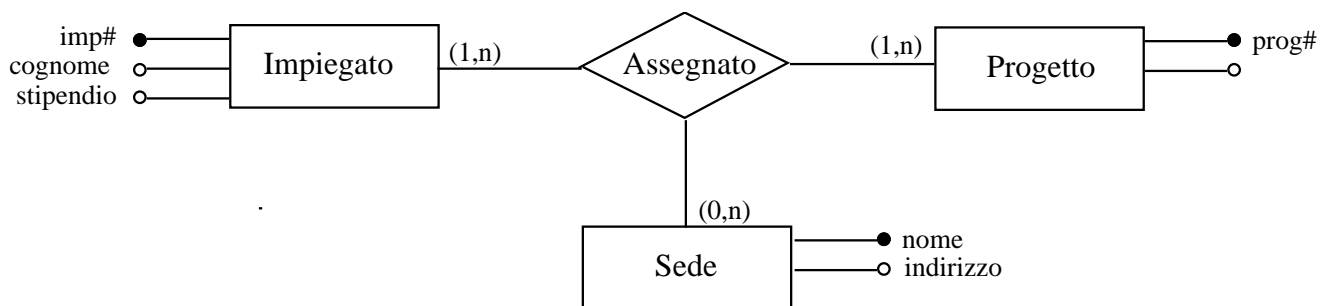 imp#
cognome
stipendio
Impiegato
(1,n)
Assegnato
(1,n)
Progetto
prog#
(0,n)
Sede
nome
indirizzo